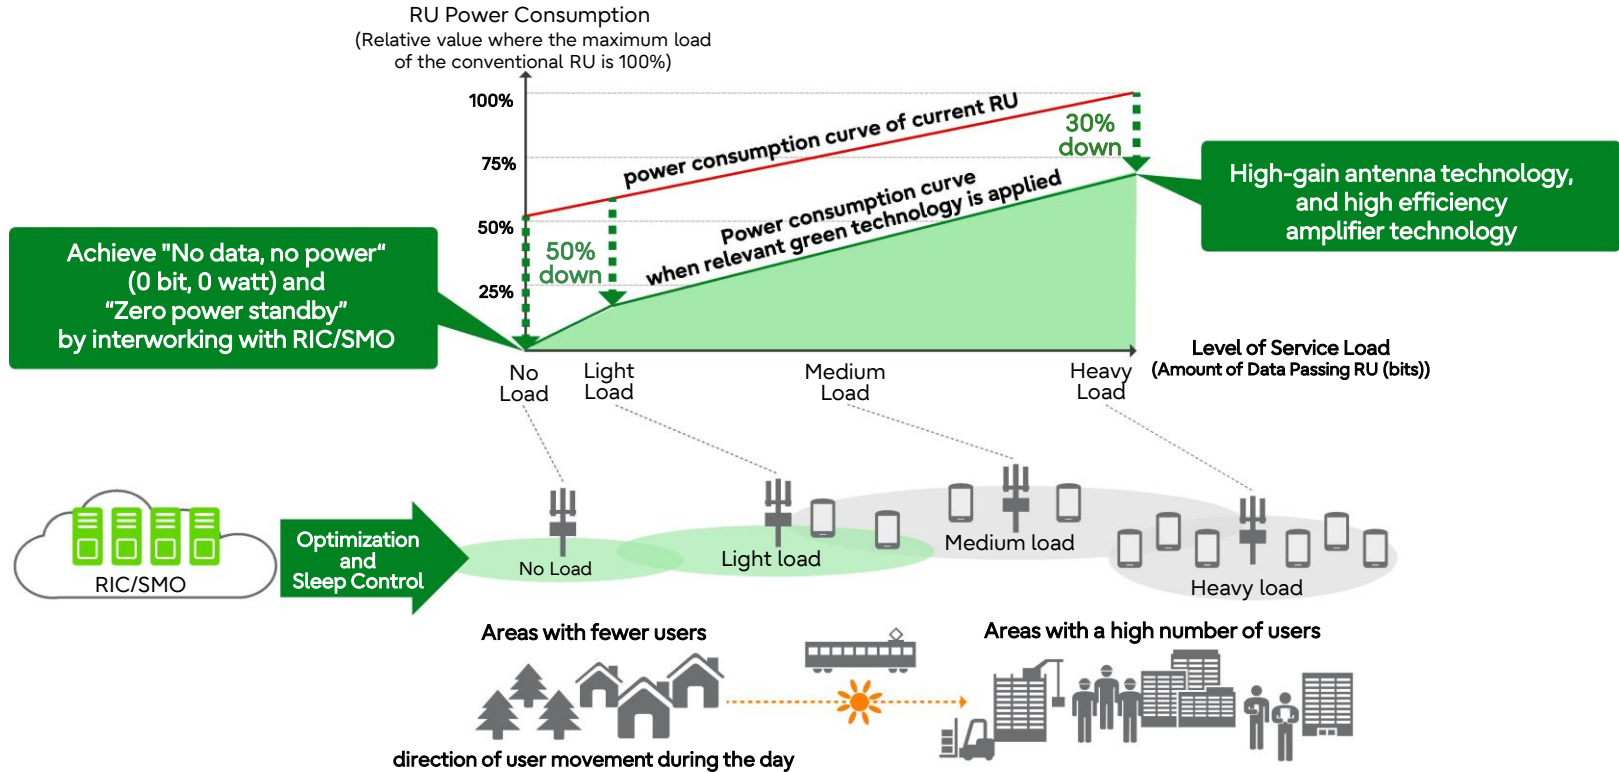 RU Power Consumption
(Relative value where the maximum load
of the conventional RU is 100%)
100%
75%
50%
25%
power consumption curve of current RU
Power consumption curve
when relevant green technology is applied
30%
down
50%
down
High-gain antenna technology,
and high efficiency
amplifier technology
Achieve "No data, no power“
(0 bit, 0 watt) and
“Zero power standby”
by interworking with RIC/SMO
Level of Service Load
(Amount of Data Passing RU (bits))
No
Load
Light
Load
Medium
Load
Heavy
Load
RIC/SMO
Optimization
and
Sleep Control
No Load
Light load
Medium load
Heavy load
Areas with fewer users
Areas with a high number of users
direction of user movement during the day